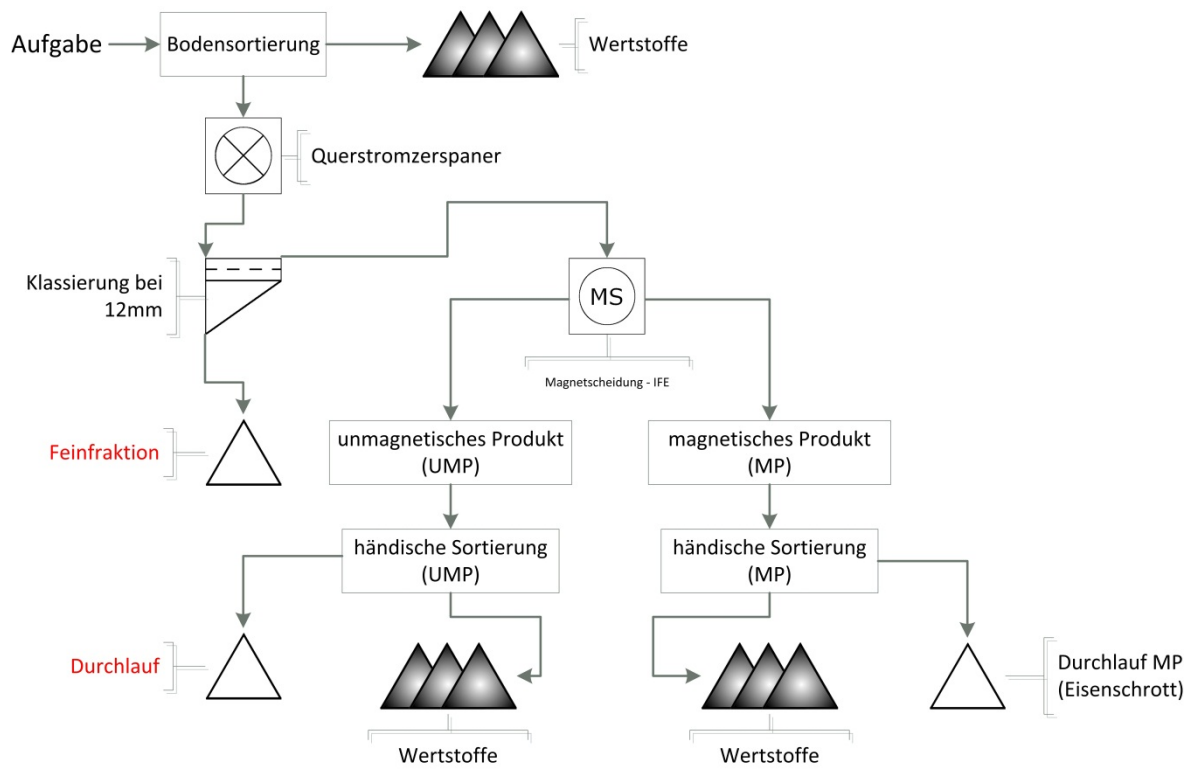 Aufgabe
Bodensortierung
Wertstoffe
Querstromzerspaner
Klassierung bei
12mm
MS
Magnetscheidung - IFE
Feinfraktion
unmagnetisches Produkt
(UMP)
magnetisches Produkt
(MP)
händische Sortierung
(UMP)
händische Sortierung
(MP)
Durchlauf
Durchlauf MP
(Eisenschrott)
Wertstoffe
Wertstoffe